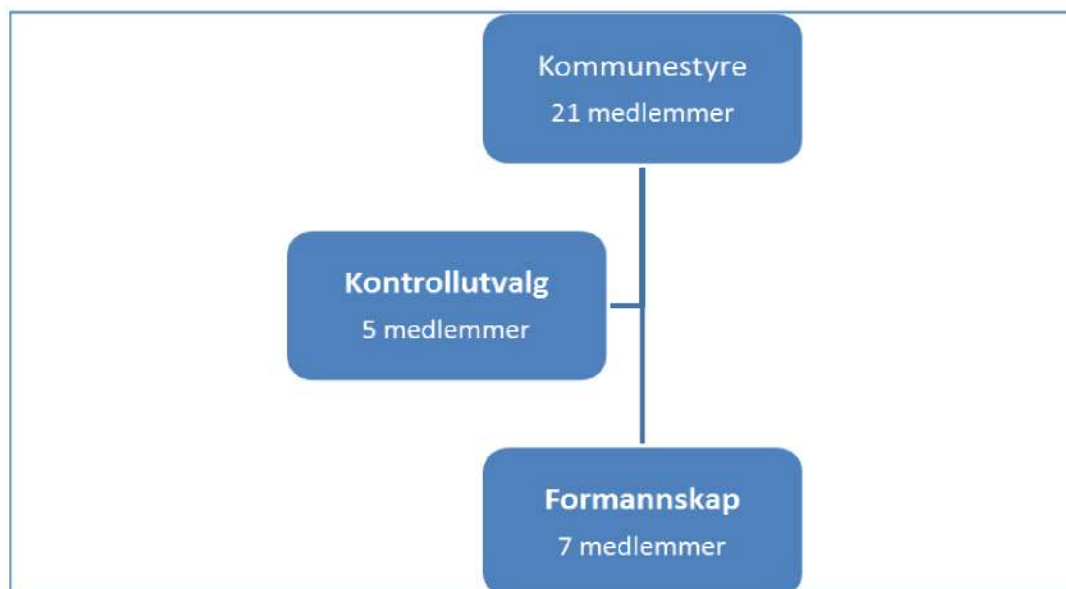 Kommunestyre
21 medlemmer
Kontrollutvalg
5 medlemmer
Formannskap
7 medlemmer